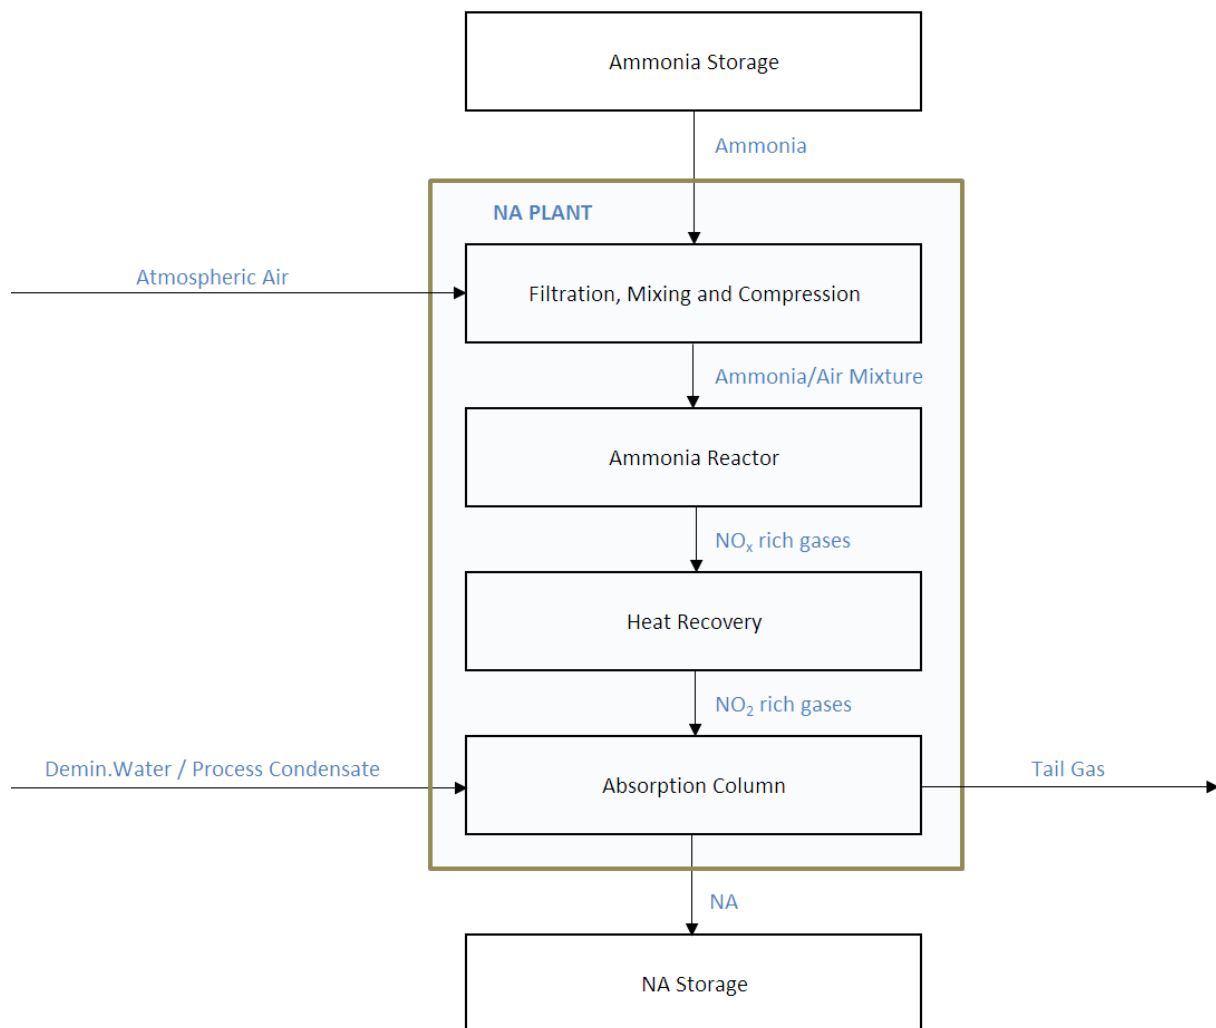 Ammonia Storage
Ammonia
NA PLANT
Atmospheric Air
Filtration, Mixing and Compression
Ammonia/Air Mixture
Ammonia Reactor
NOx rich gases
Heat Recovery
NO2 rich gases
Demin.Water / Process Condensate
Absorption Column
Tail Gas
NA
NA Storage